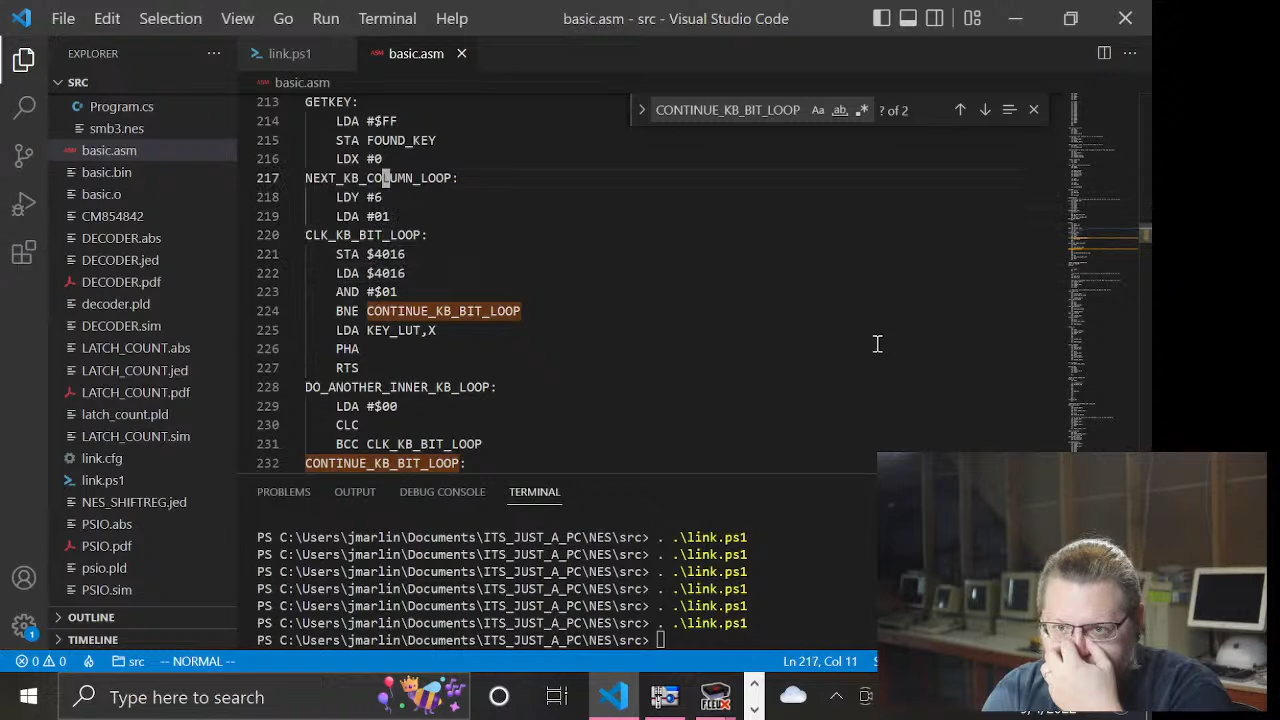 File Edit Selection View Go Run Terminal Help basic.asm - src - Visual Studio Code
EXPLORER
link.ps1
basic.asm
SRC
basic.asm
Program.cs
smb3.nes
basic.asm
basic.nm
basic.o
CM854842
DECODER.abs
DECODER.jed
DECODER.pdf
decoder.pld
DECODER.sim
LATCH_COUNT.abs
LATCH_COUNT.jed
LATCH_COUNT.pdf
latch_count.pld
LATCH_COUNT.sim
link.cfg
link.ps1
NES_SHIFTREG.jed
PSIO.abs
PSIO.pdf
psio.pld
PSIO.sim
OUTLINE
TIMELINE
CONTINUE_KB_BIT_LOOP Aa ab ? of 2
213 GETKEY:
214 LDA #$FF
215 STA FOUND_KEY
216 LDX #0
217
218 LDY #6
219 LDA #01
220 CLK_KB_BIT_LOOP:
221 STA $4016
222 LDA $4016
223 AND #$02
224 BNE CONTINUE_KB_BIT_LOOP
225 LDA KEY_LUT,X
226 PHA
227 RTS
228 DO_ANOTHER_INNER_KB_LOOP:
229 LDA #$00
230 CLC
231 BCC CLK_KB_BIT_LOOP
232 CONTINUE_KB_BIT_LOOP:
PROBLEMS OUTPUT DEBUG CONSOLE TERMINAL
PS C:\Users\jmarlin\Documents\ITS_JUST_A_PC\NES\src> . .\link.ps1
PS C:\Users\jmarlin\Documents\ITS_JUST_A_PC\NES\src> . .\link.ps1
PS C:\Users\jmarlin\Documents\ITS_JUST_A_PC\NES\src> . .\link.ps1
PS C:\Users\jmarlin\Documents\ITS_JUST_A_PC\NES\src> . .\link.ps1
PS C:\Users\jmarlin\Documents\ITS_JUST_A_PC\NES\src> . .\link.ps1
PS C:\Users\jmarlin\Documents\ITS_JUST_A_PC\NES\src> . .\link.ps1
PS C:\Users\jmarlin\Documents\ITS_JUST_A_PC\NES\src>
0 0 src -- NORMAL -- Ln 217, Col 11
Type here to search